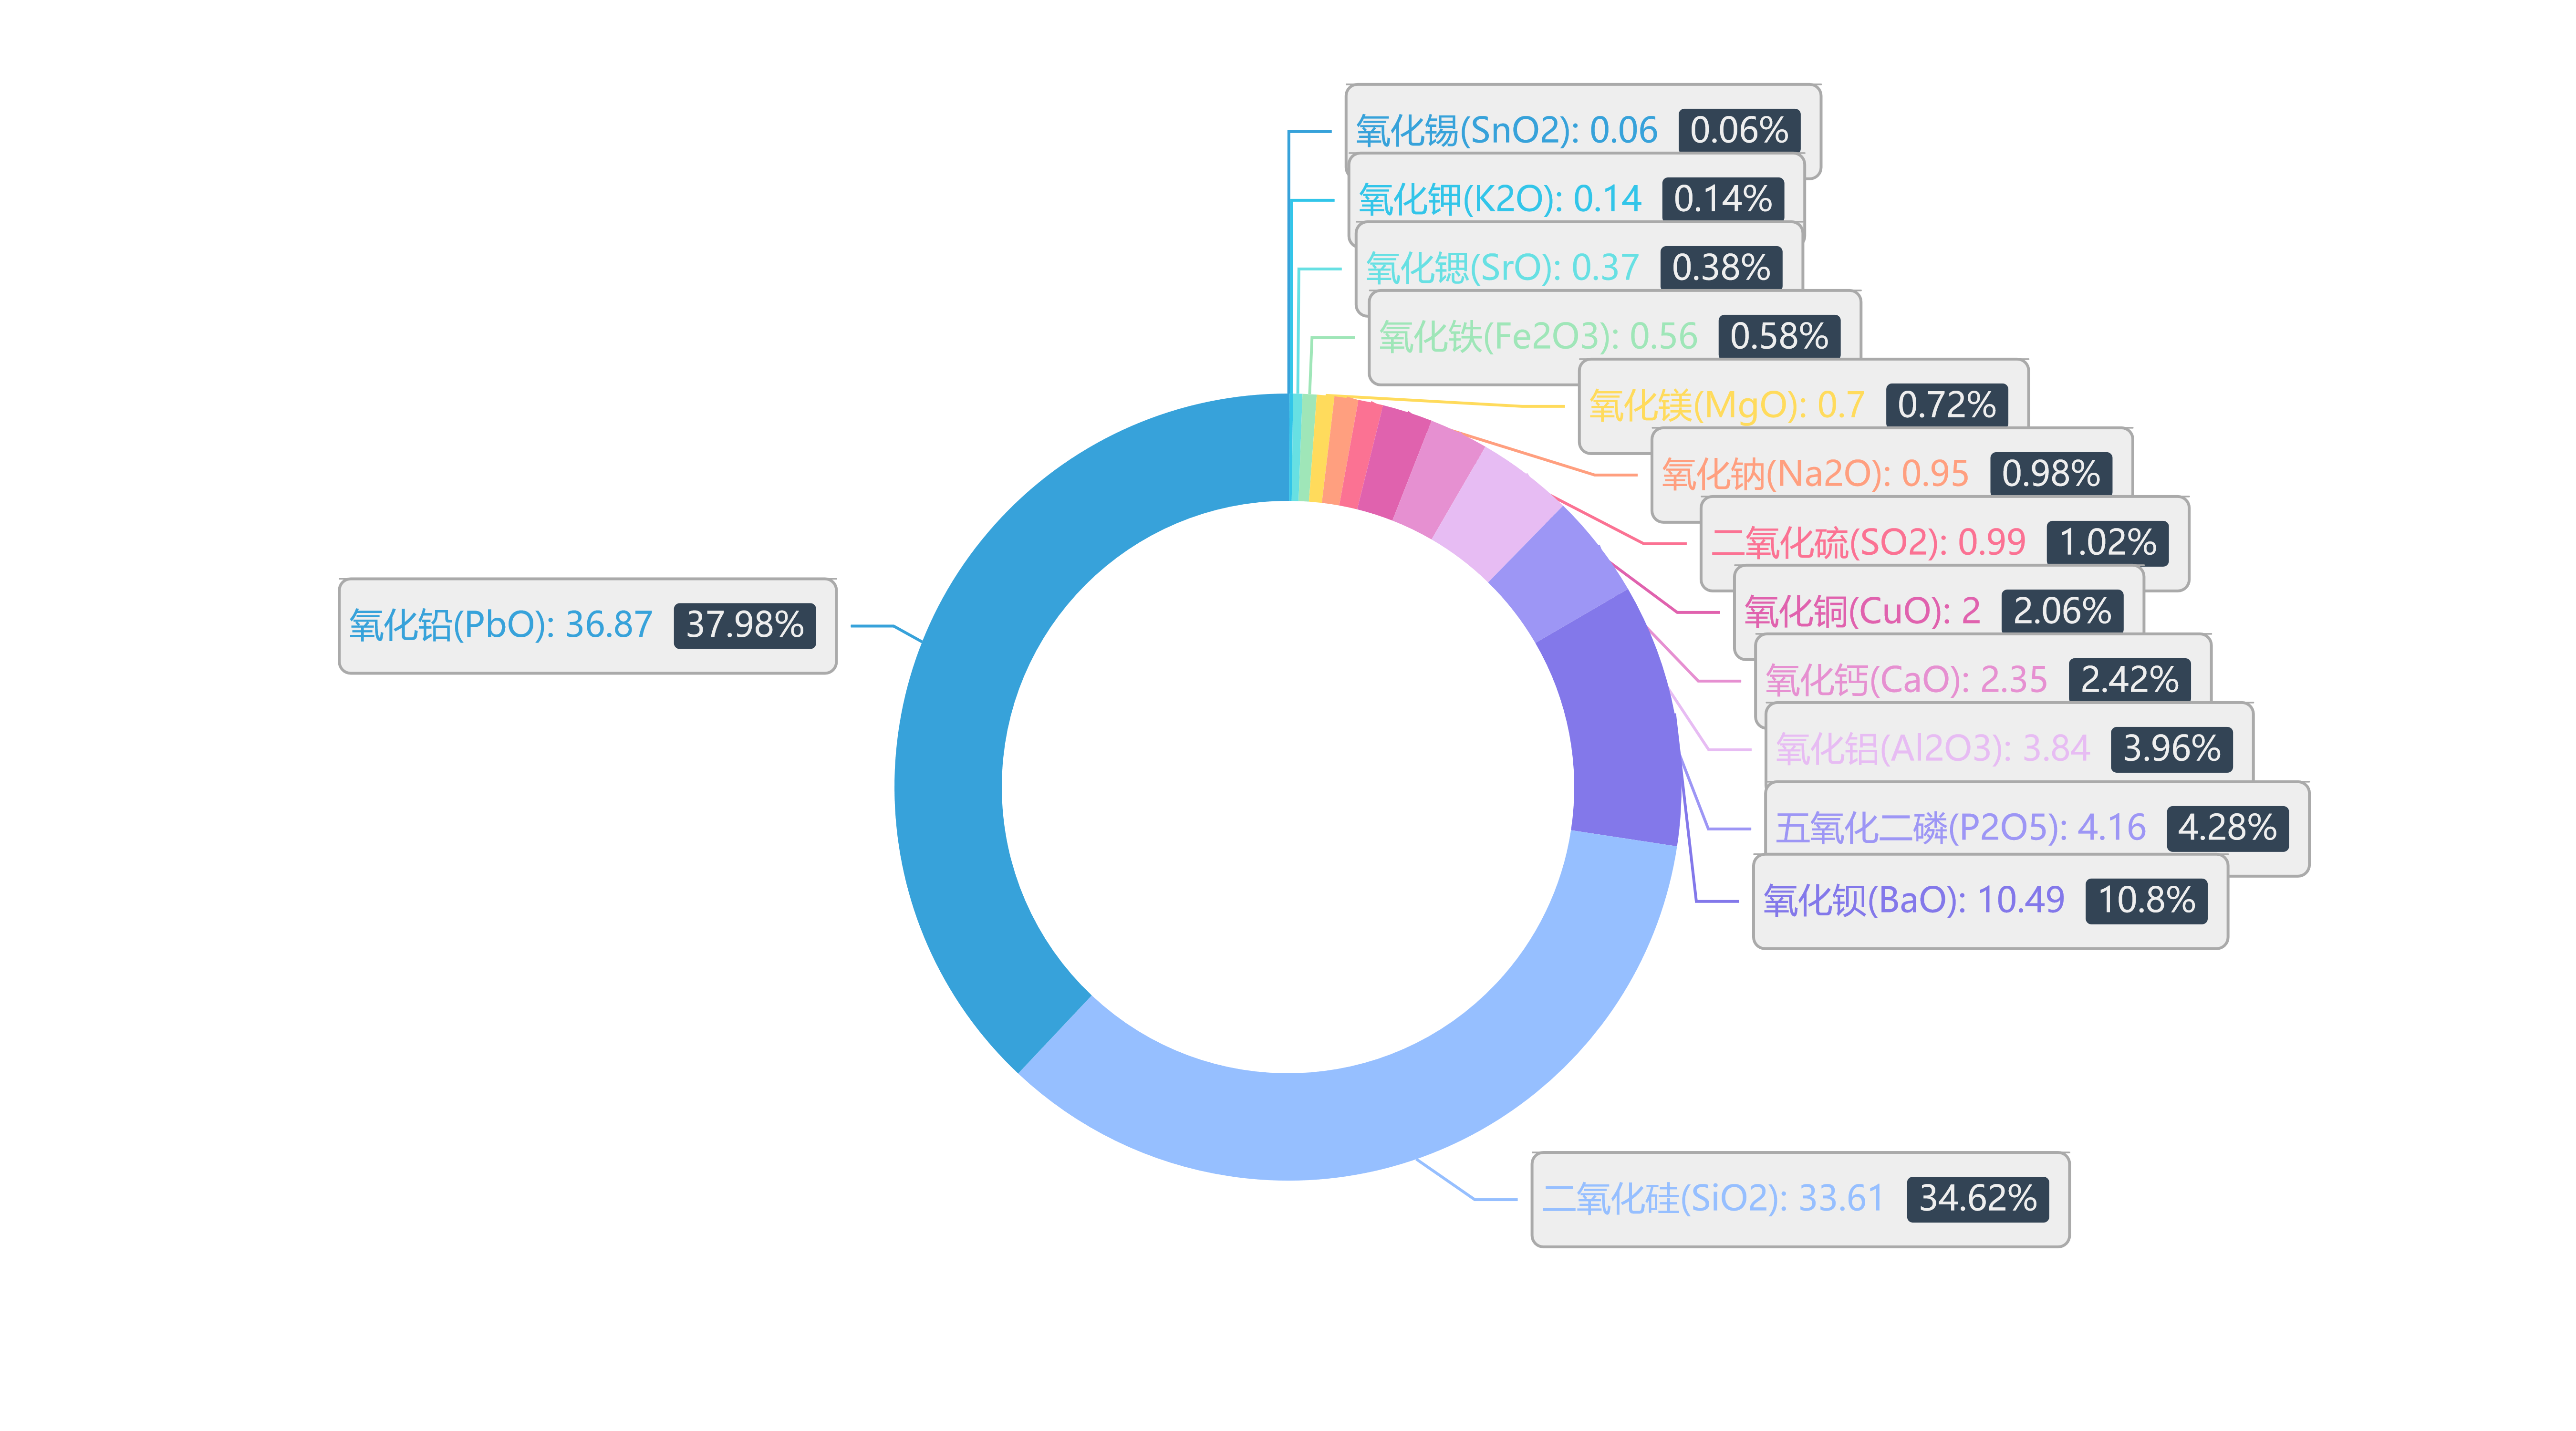 氧化锡(SnO2): 0.06 0.06%
氧化钾(K2O): 0.14 0.14%
氧化锶(SrO): 0.37 0.38%
氧化铁(Fe2O3): 0.56 0.58%
氧化镁(MgO): 0.7 0.72%
氧化钠(Na2O): 0.95 0.98%
二氧化硫(SO2): 0.99 1.02%
氧化铜(CuO): 2 2.06%
氧化钙(CaO): 2.35 2.42%
氧化铝(Al2O3): 3.84 3.96%
五氧化二磷(P2O5): 4.16 4.28%
氧化钡(BaO): 10.49 10.8%
二氧化硅(SiO2): 33.61 34.62%
氧化铅(PbO): 36.87 37.98%